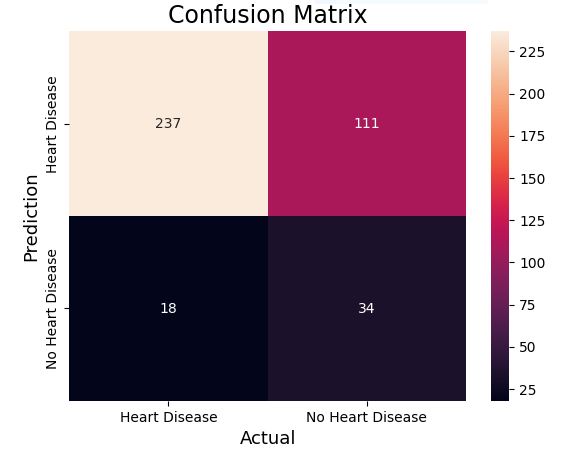 Confusion Matrix
Heart Disease
No Heart Disease
Prediction
237
111
18
34
Heart Disease
No Heart Disease
Actual
225
200
175
150
125
100
75
50
25